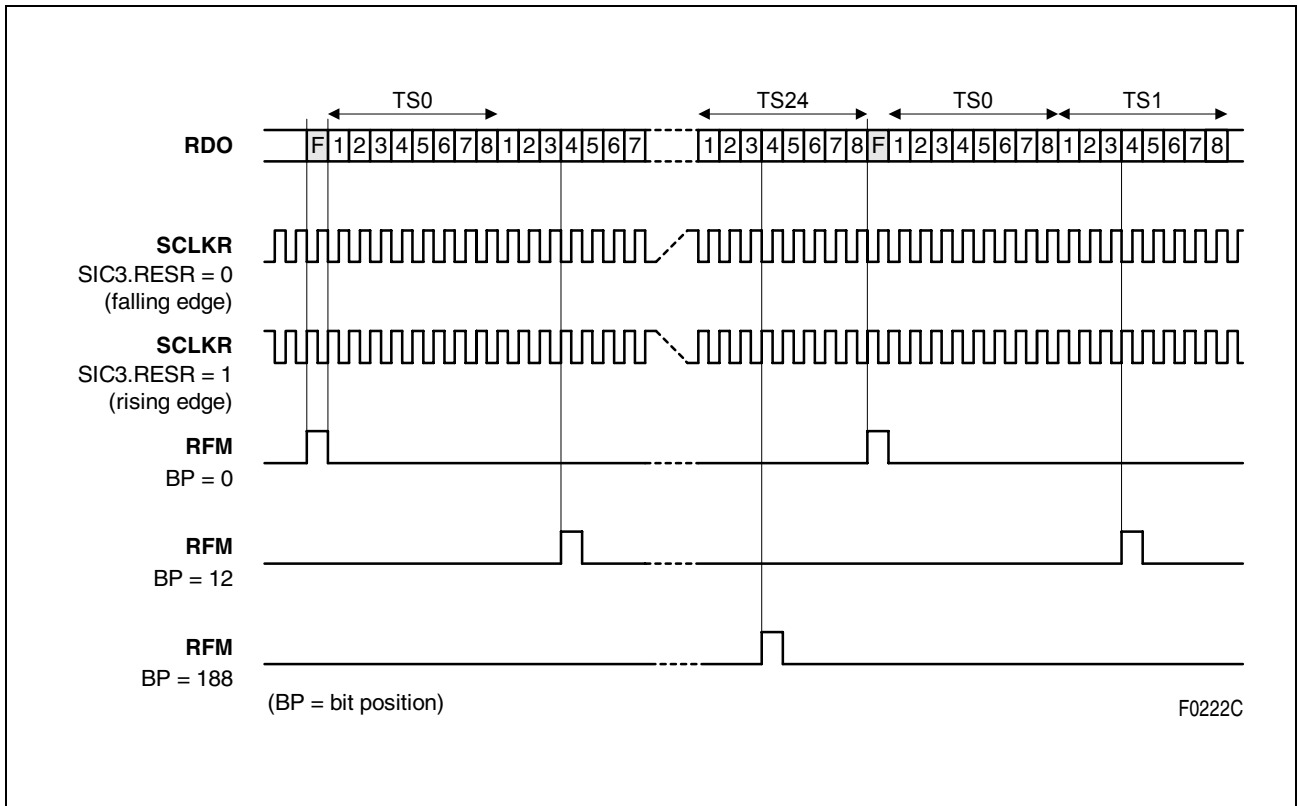 TS0 TS24 TS0 TS1
RDO F 1 2 3 4 5 6 7 8 1 2 3 4 5 6 7 1 2 3 4 5 6 7 8 F 1 2 3 4 5 6 7 8 1 2 3 4 5 6 7 8
SCLKR
SIC3.RESR = 0
(falling edge)
SCLKR
SIC3.RESR = 1
(rising edge)
RFM
BP = 0
RFM
BP = 12
RFM
BP = 188
(BP = bit position)
F0222C